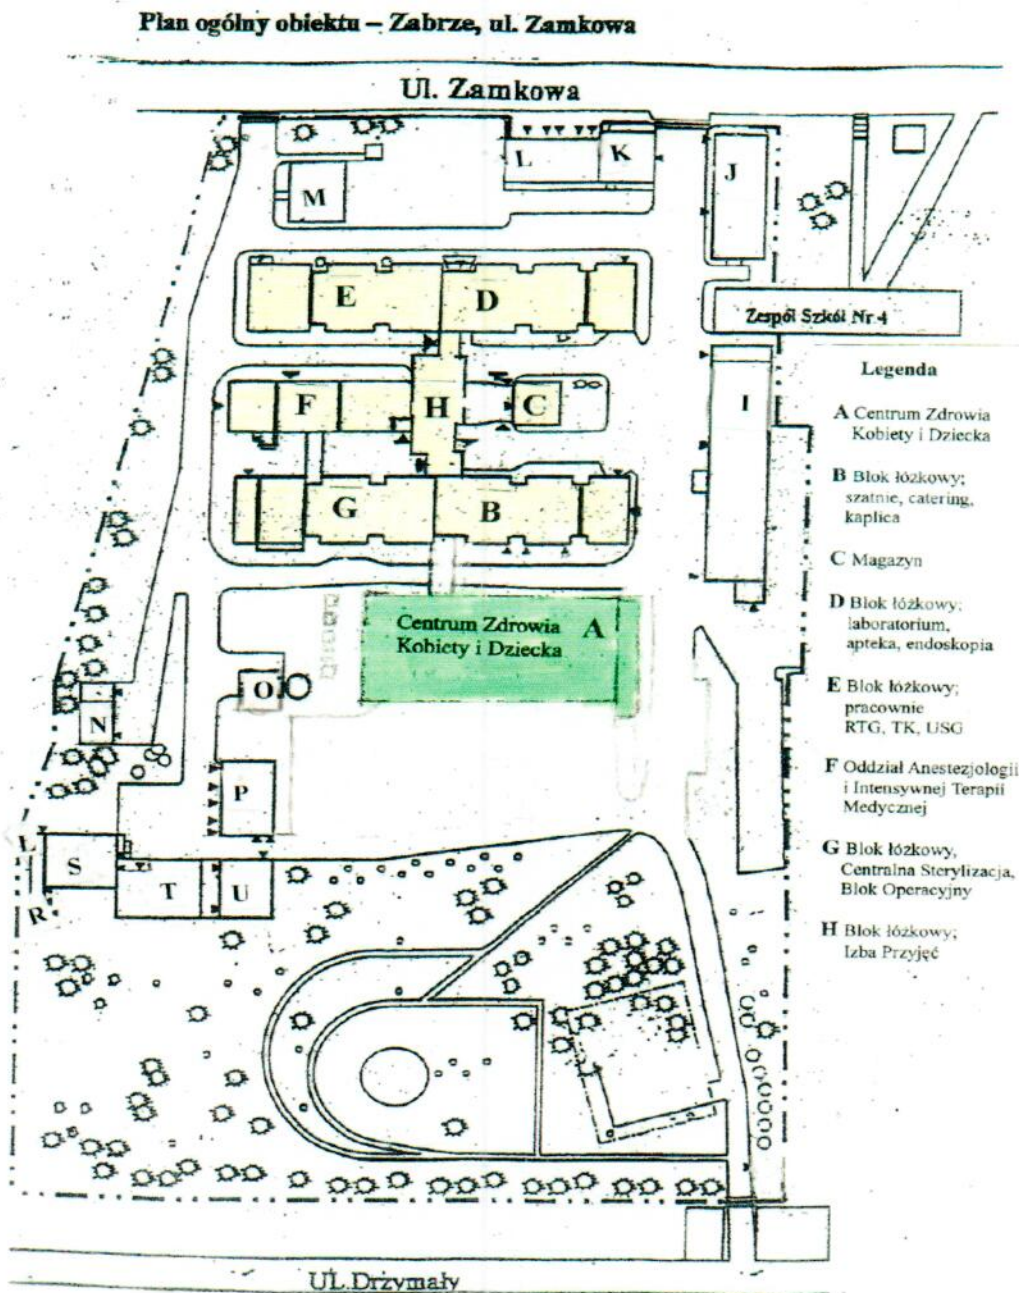 Plan ogólny obiektu – Zabrze, ul. Zamkowa
Ul. Zamkowa
L
K
J
M
E
D
Zespół Szkół Nr 4
F
H
C
I
G
B
Centrum Zdrowia
Kobiety i Dziecka
A
O
N
P
Ł
S
T
U
R
UL.Drzymały
Legenda
A Centrum Zdrowia
Kobiety i Dziecka
B Blok łóżkowy;
szatnie, catering,
kaplica
C Magazyn
D Blok łóżkowy;
laboratorium,
apteka, endoskopia
E Blok łóżkowy;
pracownie
RTG, TK, USG
F Oddział Anestezjologii
i Intensywnej Terapii
Medycznej
G Blok łóżkowy,
Centralna Sterylizacja,
Blok Operacyjny
H Blok łóżkowy;
Izba Przyjęć